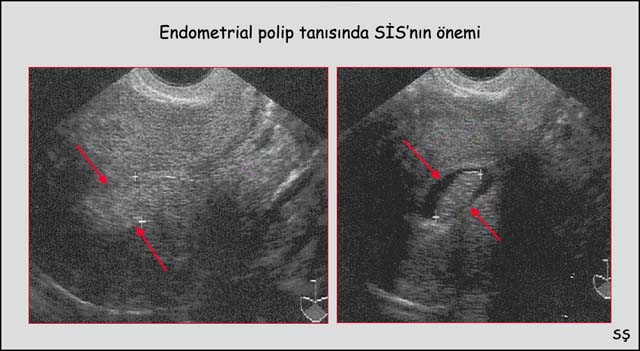 Endometrial polip tanısında SİS'nın önemi
SŞ